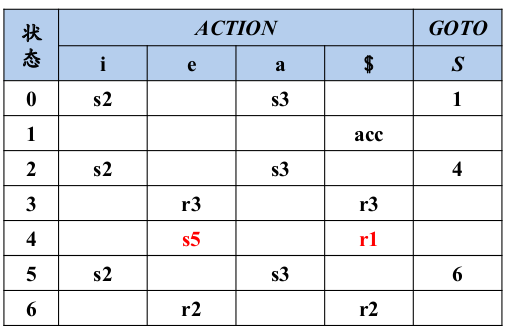 状态 ACTION GOTO
i e a $ S
0 s2 s3 1
1 acc
2 s2 s3 4
3 r3 r3
4 s5 r1
5 s2 s3 6
6 r2 r2